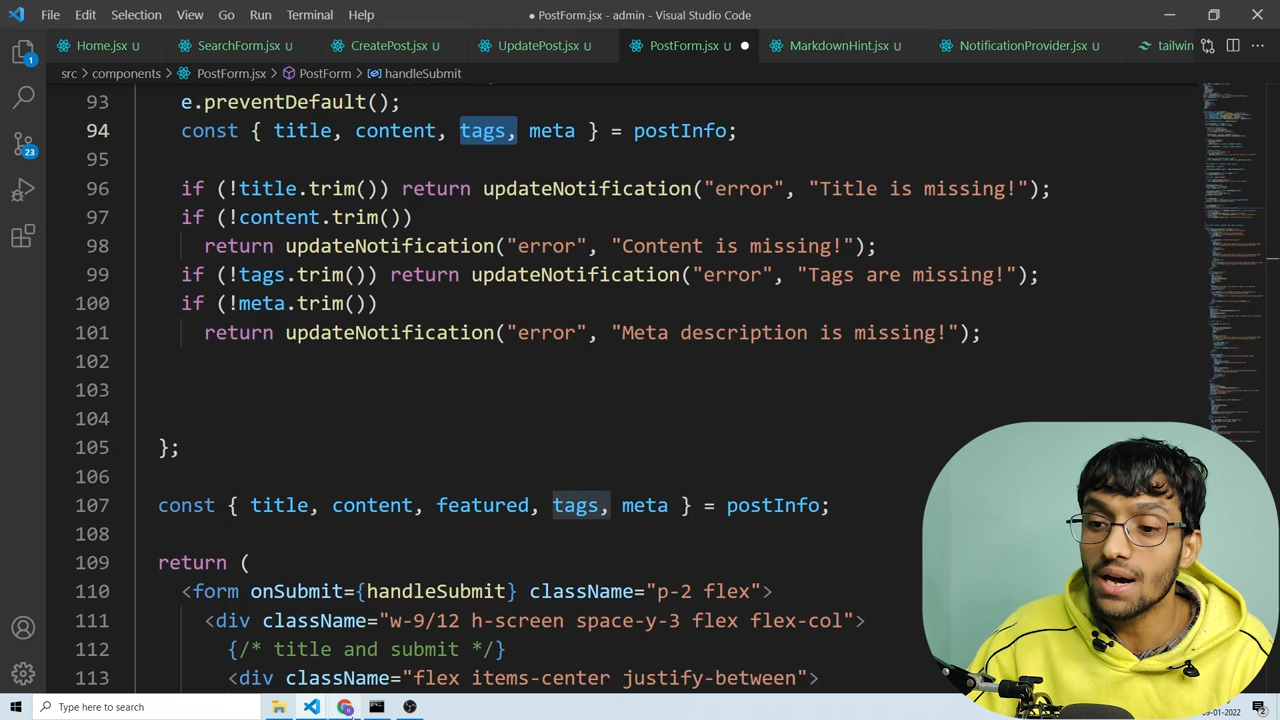 File Edit Selection View Go Run Terminal Help ● PostForm.jsx - admin - Visual Studio Code
Home.jsx SearchForm.jsx CreatePost.jsx UpdatePost.jsx PostForm.jsx MarkdownHint.jsx NotificationProvider.jsx tailwin
src > components > PostForm.jsx > PostForm > handleSubmit
93 e.preventDefault();
94 const { title, content, tags, meta } = postInfo;
95
96 if (!title.trim()) return updateNotification("error", "Title is missing!");
97 if (!content.trim())
98 return updateNotification("error", "Content is missing!");
99 if (!tags.trim()) return updateNotification("error", "Tags are missing!");
100 if (!meta.trim())
101 return updateNotification("error", "Meta description is missing!");
102
103
104
105 };
106
107 const { title, content, featured, tags, meta } = postInfo;
108
109 return (
110 <form onSubmit={handleSubmit} className="p-2 flex">
111 <div className="w-9/12 h-screen space-y-3 flex flex-col">
112 {/* title and submit */}
113 <div className="flex items-center justify-between">
1
23
Type here to search
09-01-2022
2